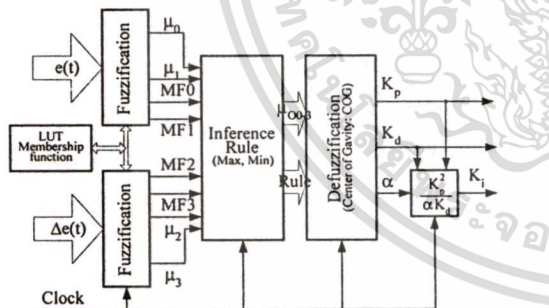 e(t)
Fuzzification
μ₀
μ₁
MF0
MF1
LUT
Membership
function
MF2
MF3
μ₂
μ₃
Δe(t)
Fuzzification
Inference
Rule
(Max, Min)
μO0-3
Rule
Defuzzification
(Center of Gavity: COG)
Kp
Kd
α
Kp²
αKd
Ki
Clock